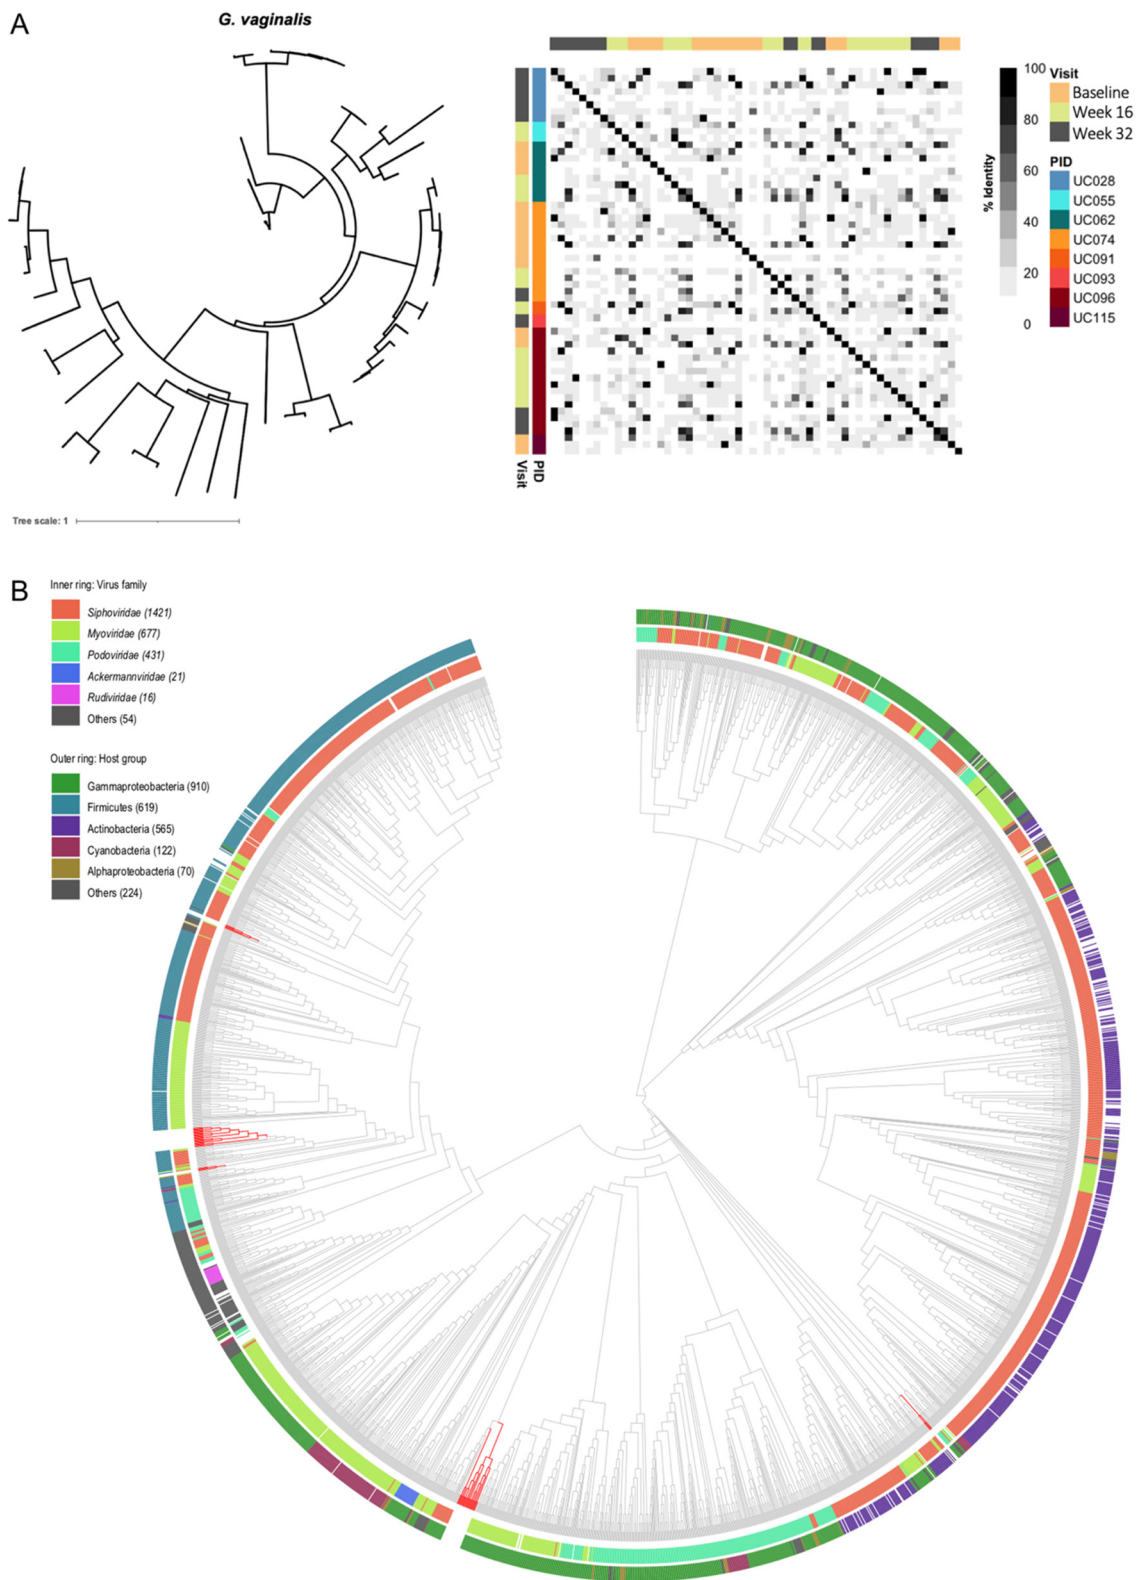 A
G. vaginalis
Tree scale: 1
Visit
PID
% Identity
100
80
60
40
20
0
Visit
Baseline
Week 16
Week 32
PID
UC028
UC055
UC062
UC074
UC091
UC093
UC096
UC115
B
Inner ring: Virus family
Siphoviridae (1421)
Myoviridae (677)
Podoviridae (431)
Ackermannviridae (21)
Rudiviridae (16)
Others (54)
Outer ring: Host group
Gammaproteobacteria (910)
Firmicutes (619)
Actinobacteria (565)
Cyanobacteria (122)
Alphaproteobacteria (70)
Others (224)